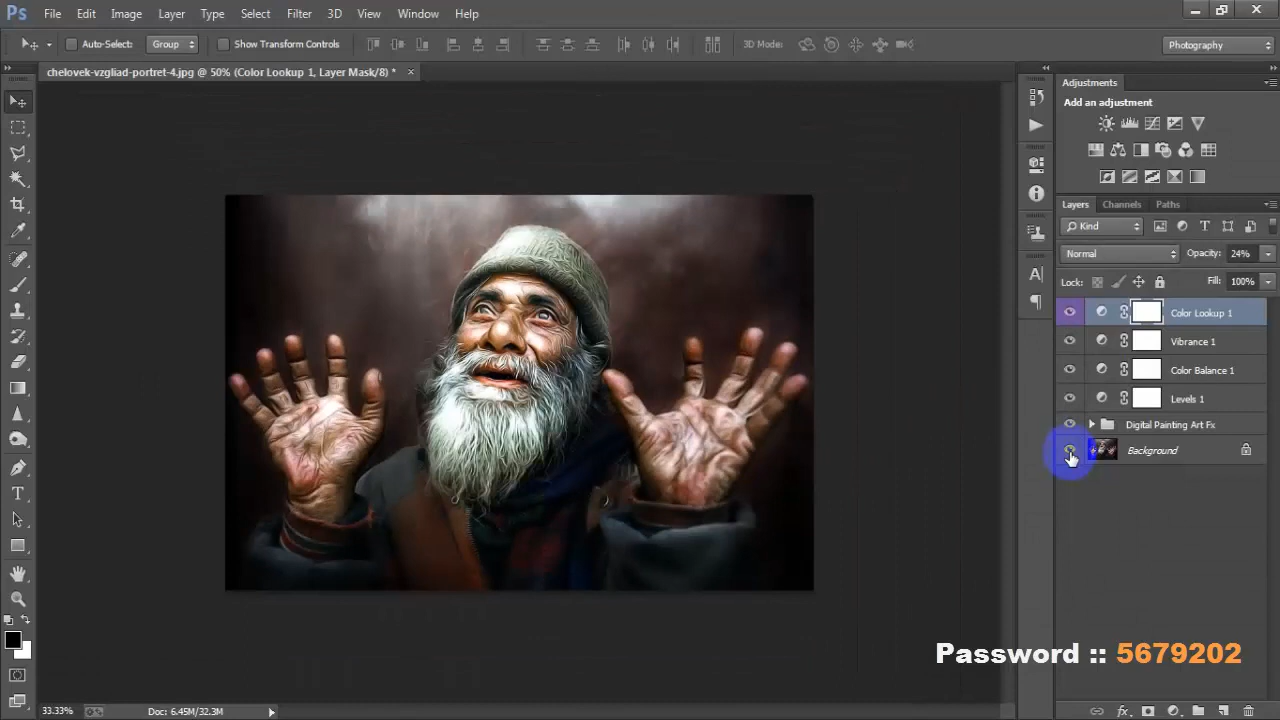 Ps File Edit Image Layer Type Select Filter 3D View Window Help
Auto-Select: Group Show Transform Controls 3D Mode: Photography
chelovek-vzgliad-portret-4.jpg @ 50% (Color Lookup 1, Layer Mask/8) * ×
Adjustments
Add an adjustment
Layers Channels Paths
Kind T
Normal Opacity: 24%
Lock: Fill: 100%
A
Color Lookup 1
Vibrance 1
Color Balance 1
Levels 1
Digital Painting Art Fx
Background
T
Password :: 5679202
33.33% Doc: 6.45M/32.3M
fx